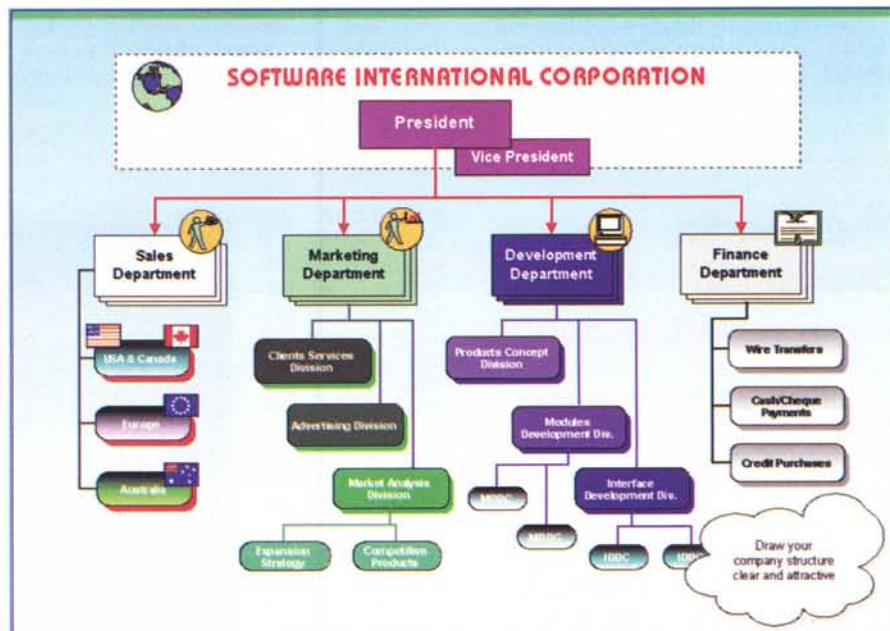 SOFTWARE INTERNATIONAL CORPORATION
President
Vice President
Sales
Department
Marketing
Department
Development
Department
Finance
Department
USA & Canada
Europe
Australia
Clients Services
Division
Advertising Division
Market Analysis
Division
Expansion
Strategy
Competitive
Products
Products Concept
Division
Modules
Development Div.
Interface
Development Div.
Wire Transfers
Cash/Cheque
Payments
Credit Purchases
Draw your
company structure
clear and attractive